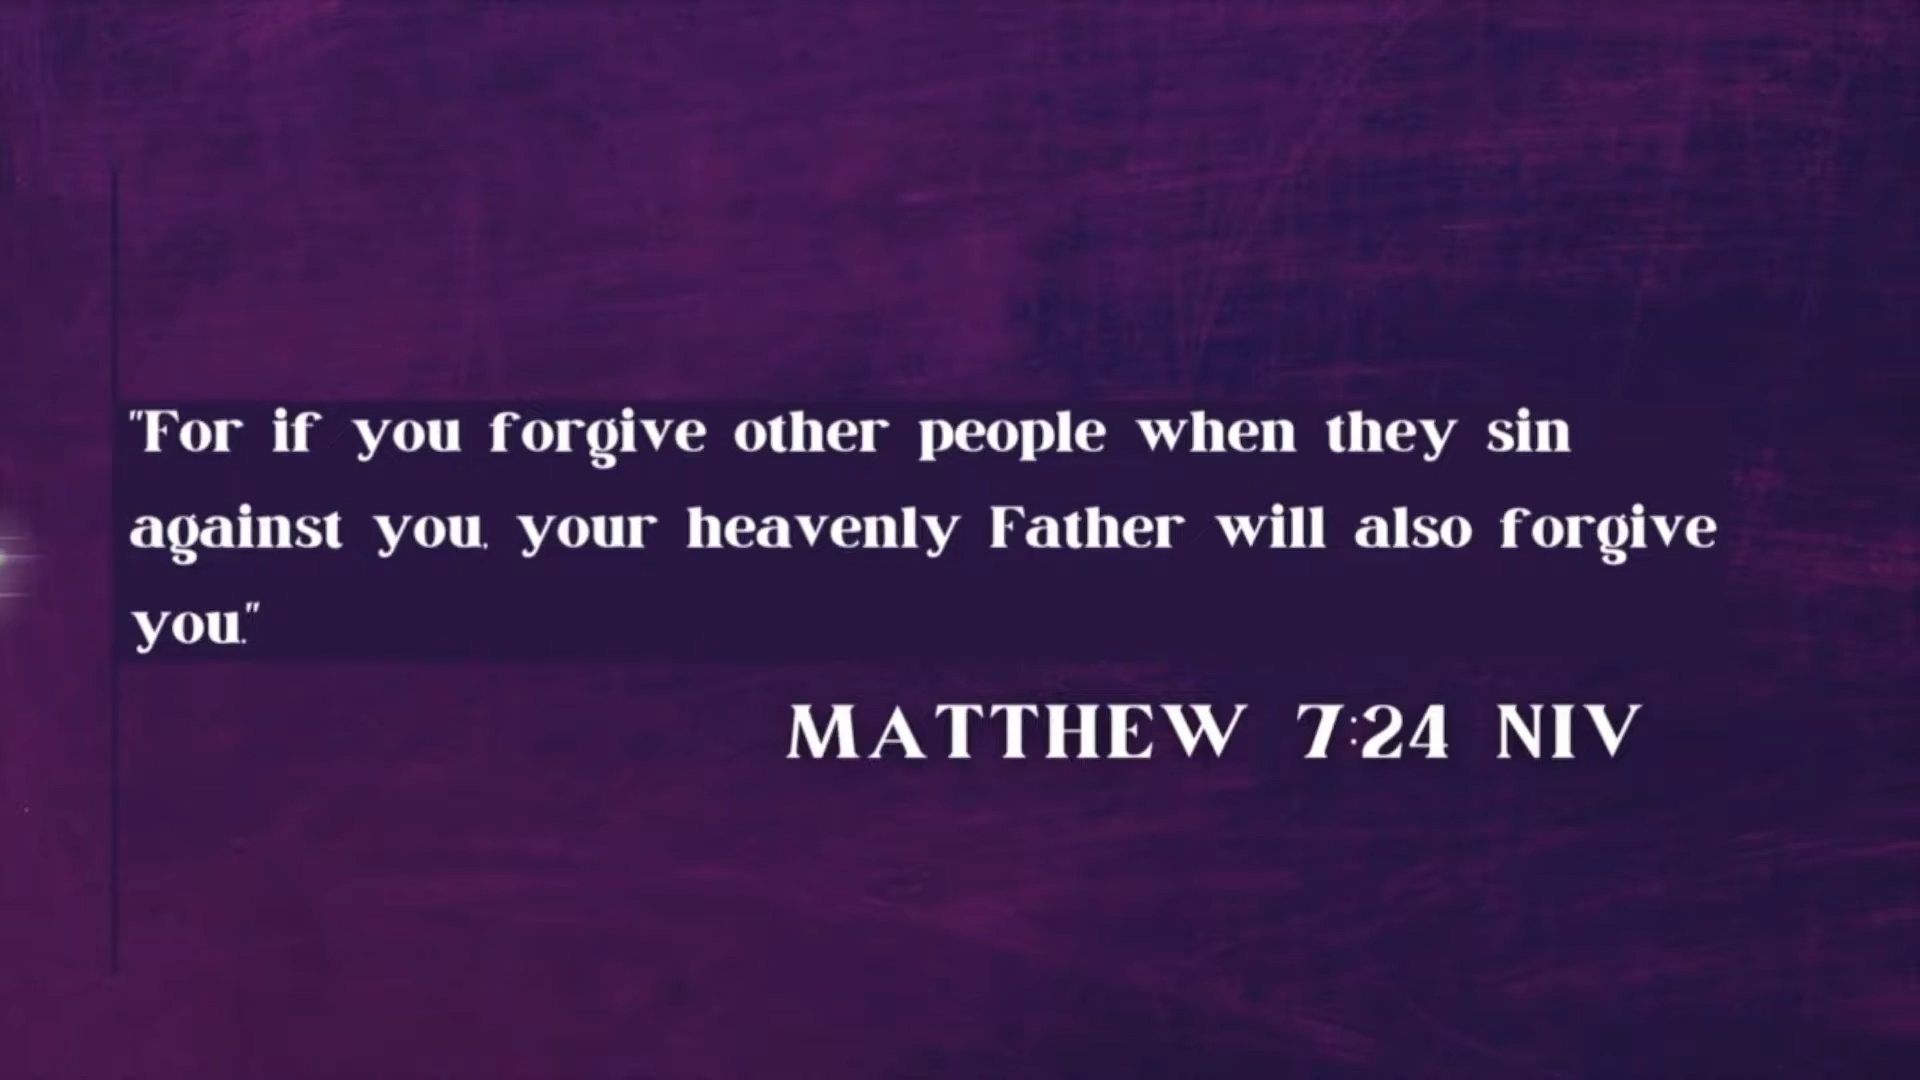 "For if you forgive other people when they sin
against you, your heavenly Father will also forgive
you."
MATTHEW 7:24 NIV